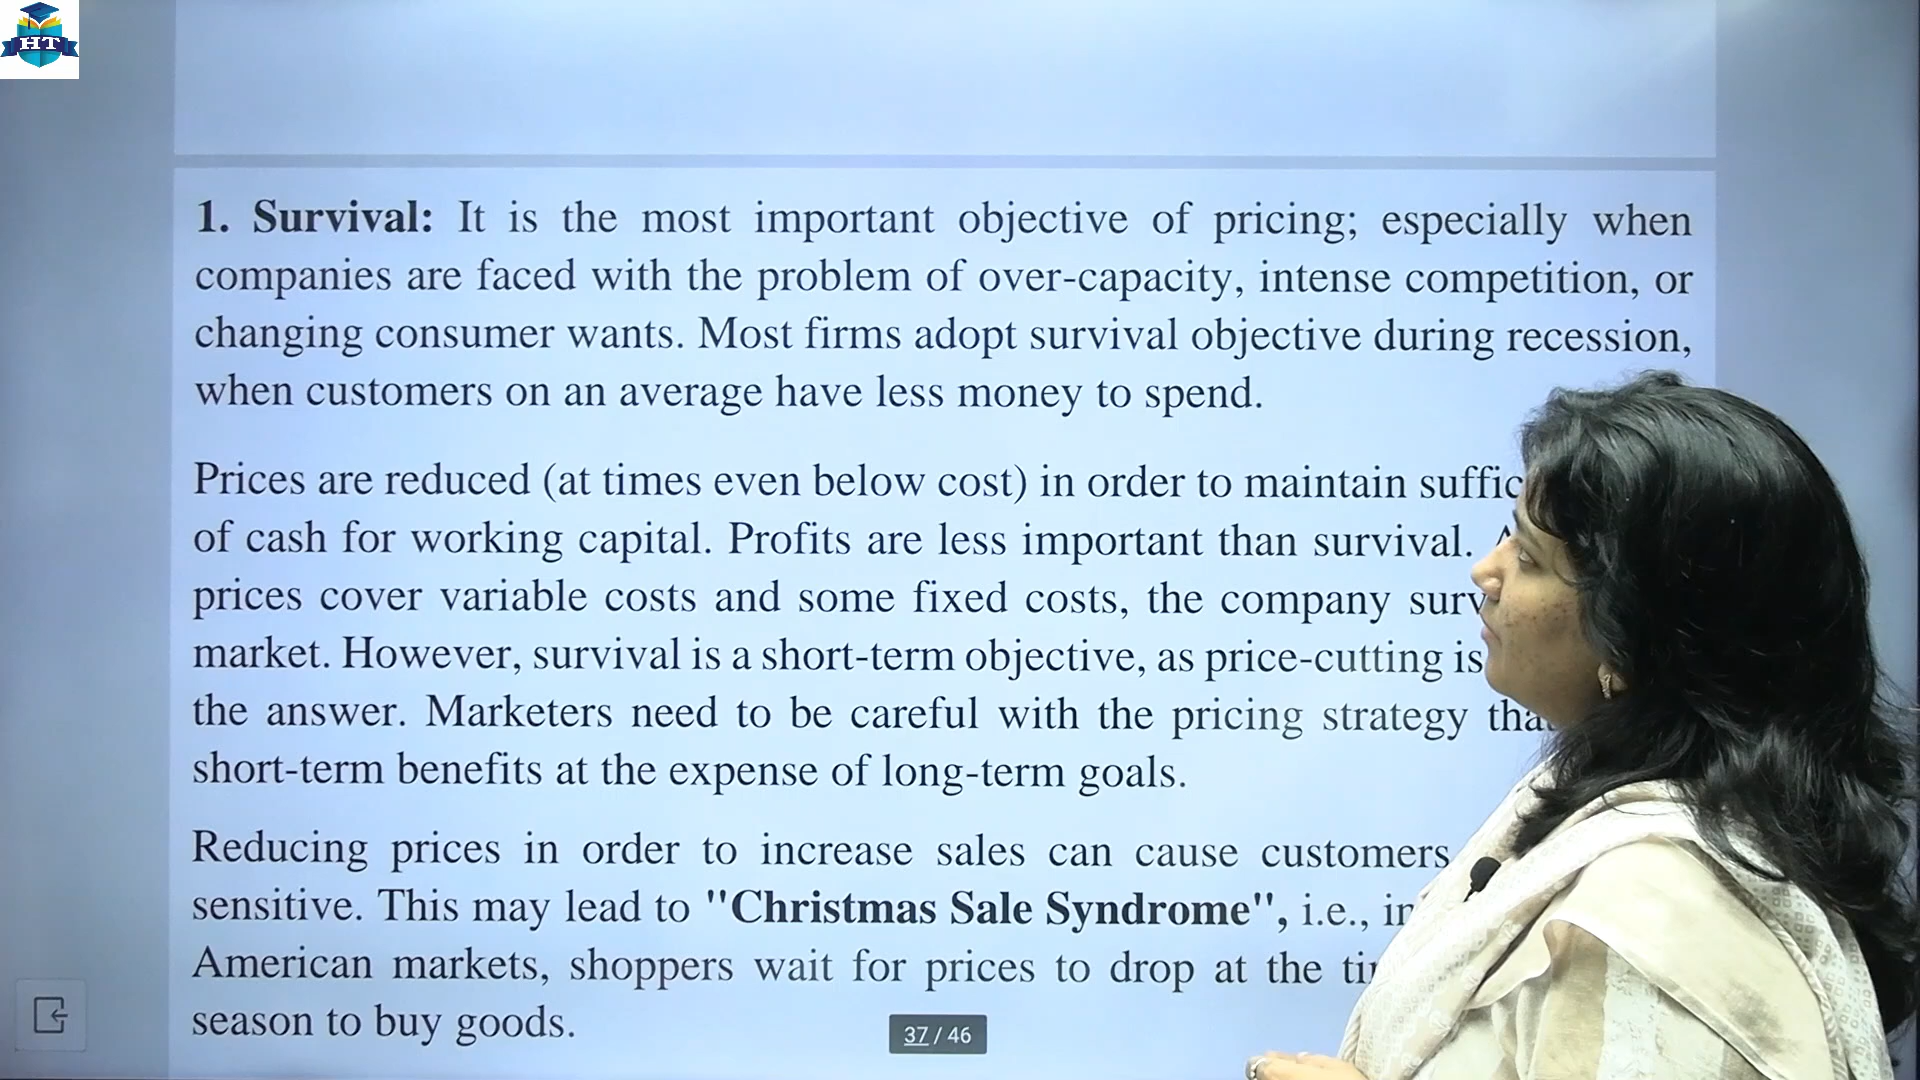 HT
1. Survival: It is the most important objective of pricing; especially when
companies are faced with the problem of over-capacity, intense competition, or
changing consumer wants. Most firms adopt survival objective during recession,
when customers on an average have less money to spend.
Prices are reduced (at times even below cost) in order to maintain
of cash for working capital. Profits are less important than survival.
prices cover variable costs and some fixed costs, the company
market. However, survival is a short-term objective, as price-cutting is
the answer. Marketers need to be careful with the pricing strategy
short-term benefits at the expense of long-term goals.
Reducing prices in order to increase sales can cause customers
sensitive. This may lead to "Christmas Sale Syndrome", i.e.,
American markets, shoppers wait for prices to drop at the
season to buy goods.
37 / 46